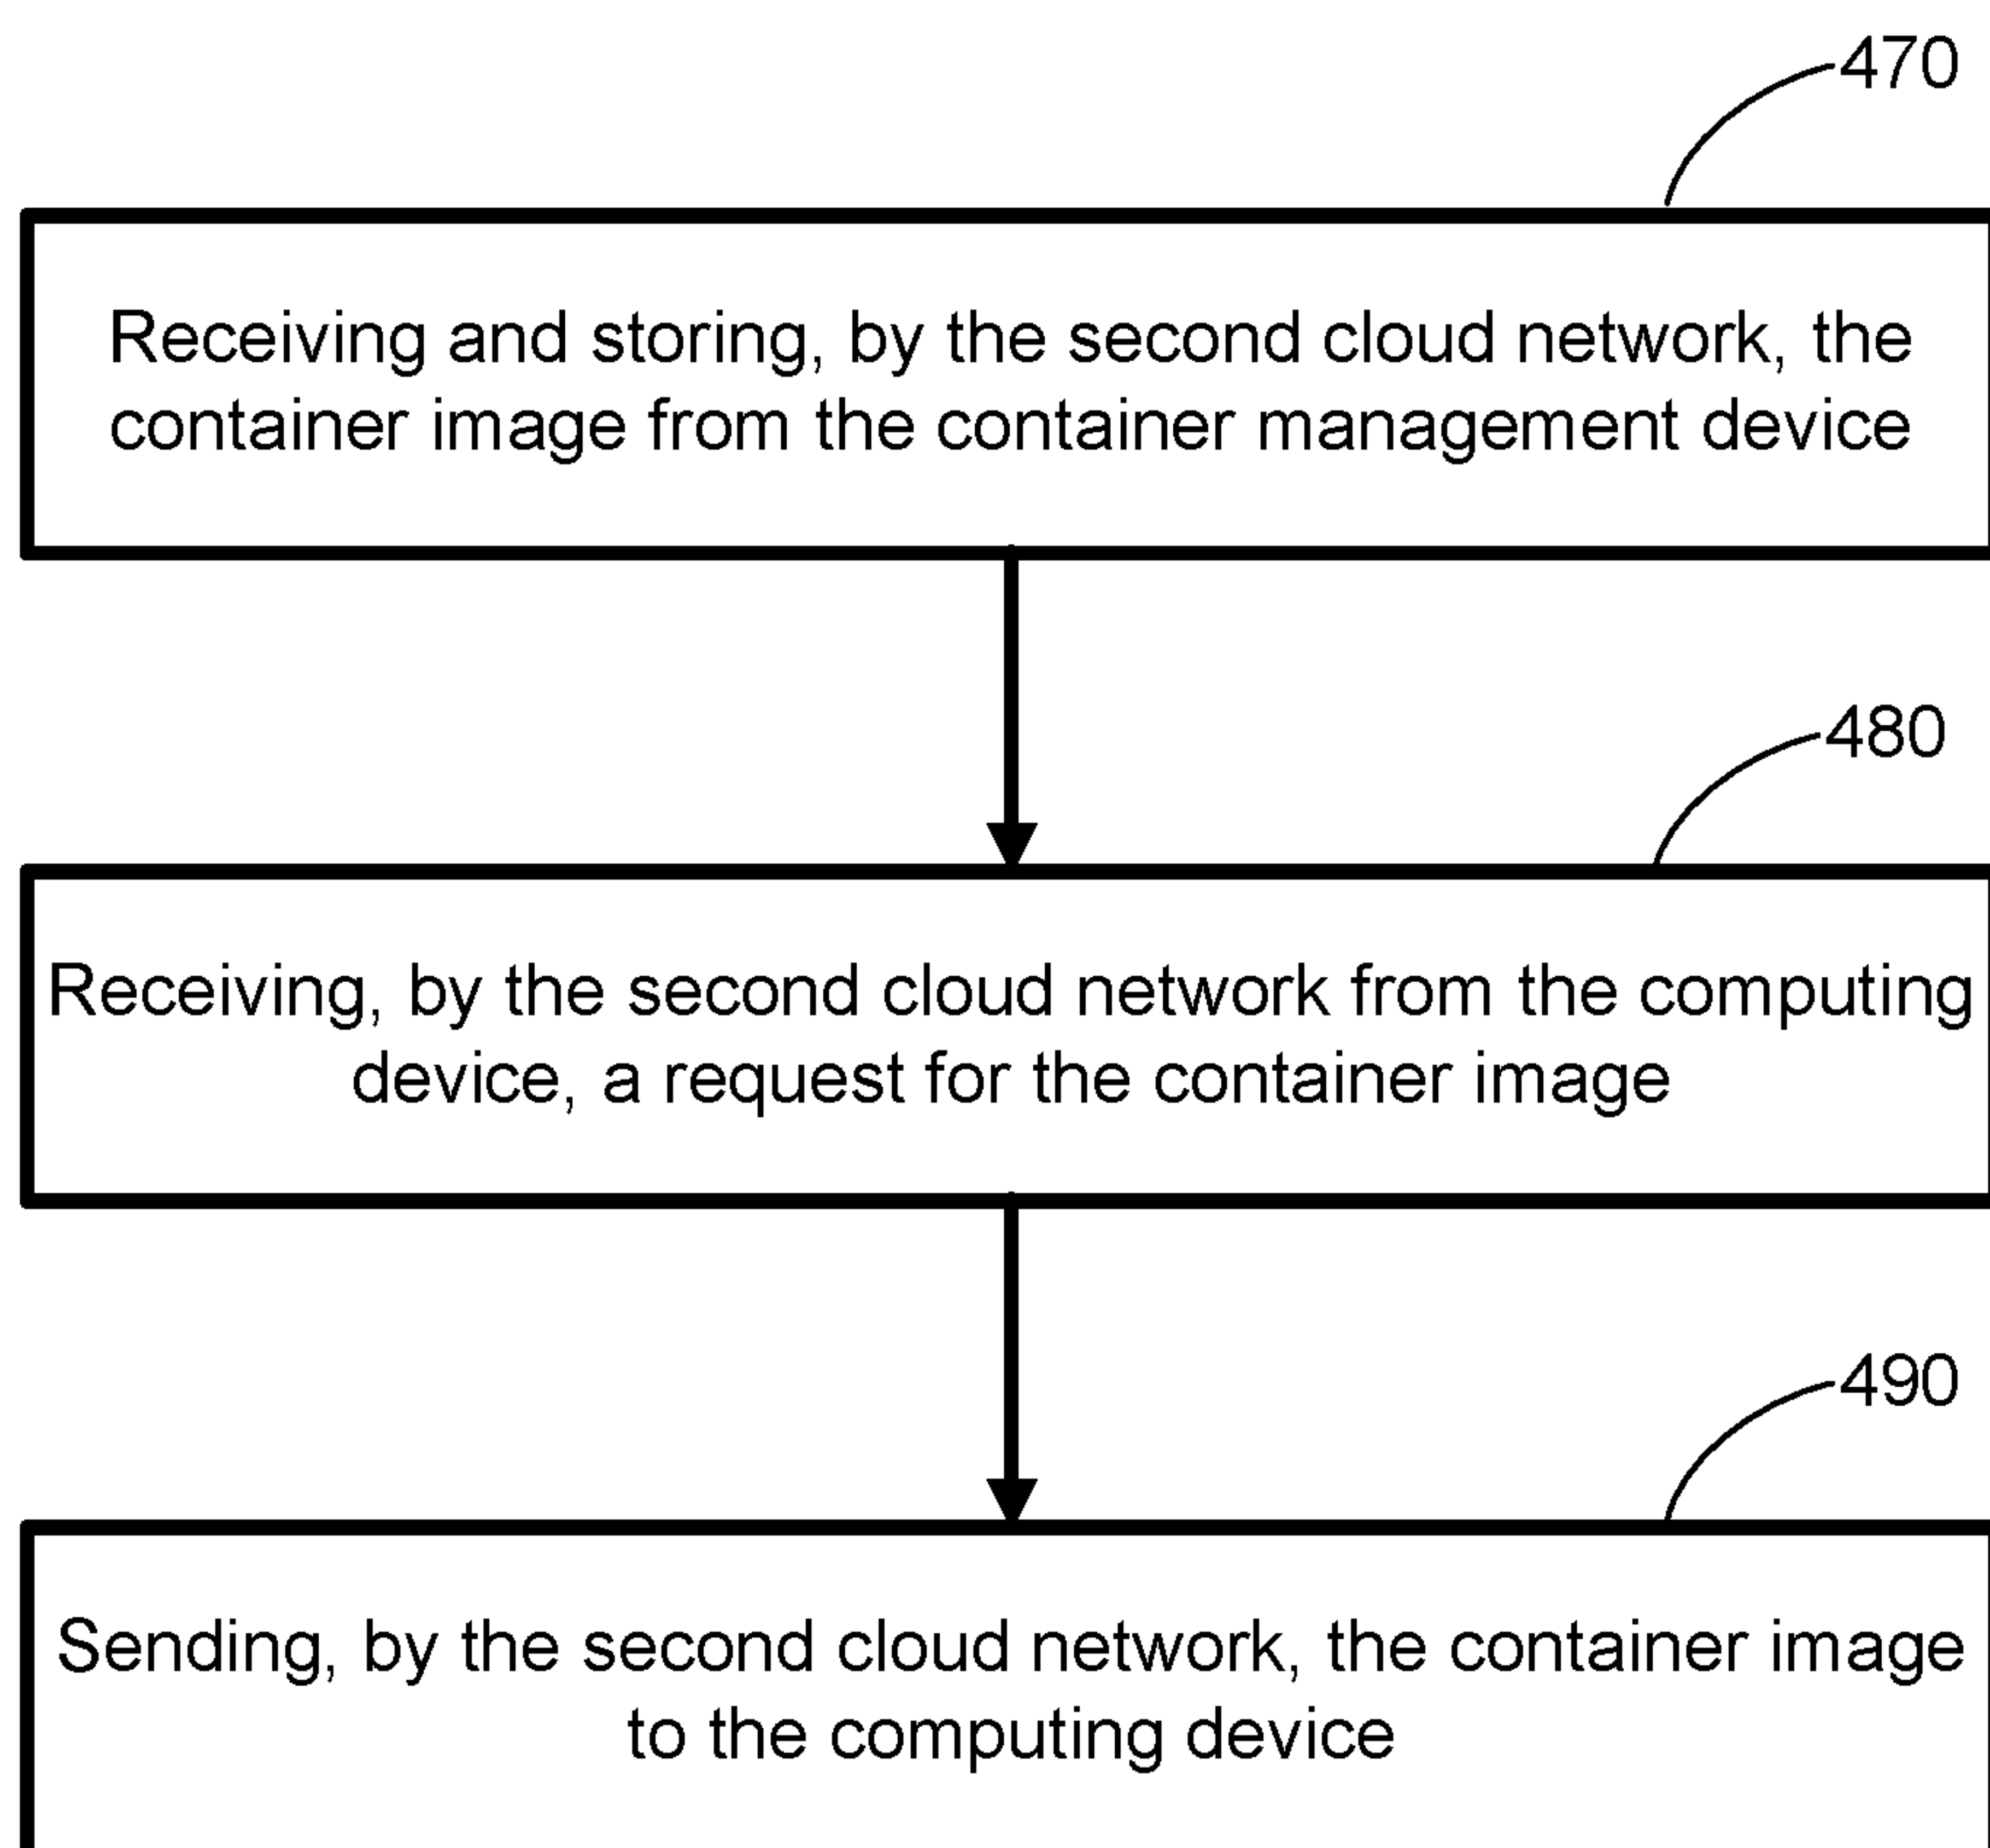 470
Receiving and storing, by the second cloud network, the
container image from the container management device
480
Receiving, by the second cloud network from the computing
device, a request for the container image
490
Sending, by the second cloud network, the container image
to the computing device